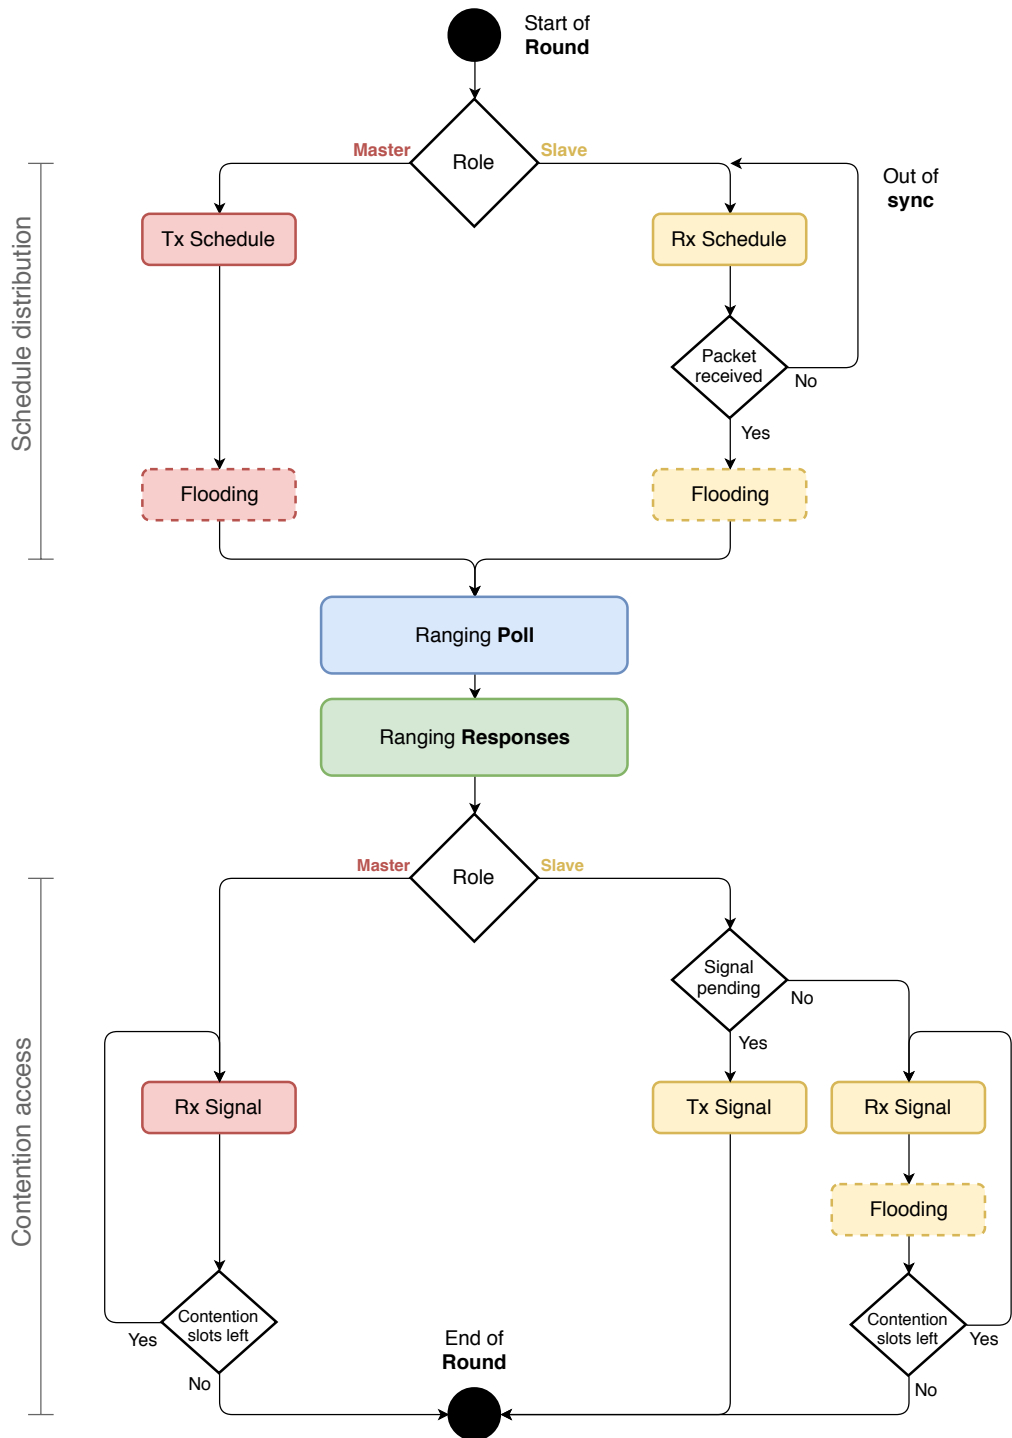 Start of
Round
Master
Slave
Role
Out of
sync
Tx Schedule
Rx Schedule
Schedule distribution
Packet
received
No
Yes
Flooding
Flooding
Ranging Poll
Ranging Responses
Master
Slave
Role
Signal
pending
No
Yes
Contention access
Rx Signal
Tx Signal
Rx Signal
Flooding
Contention
slots left
Yes
No
Contention
slots left
Yes
No
End of
Round